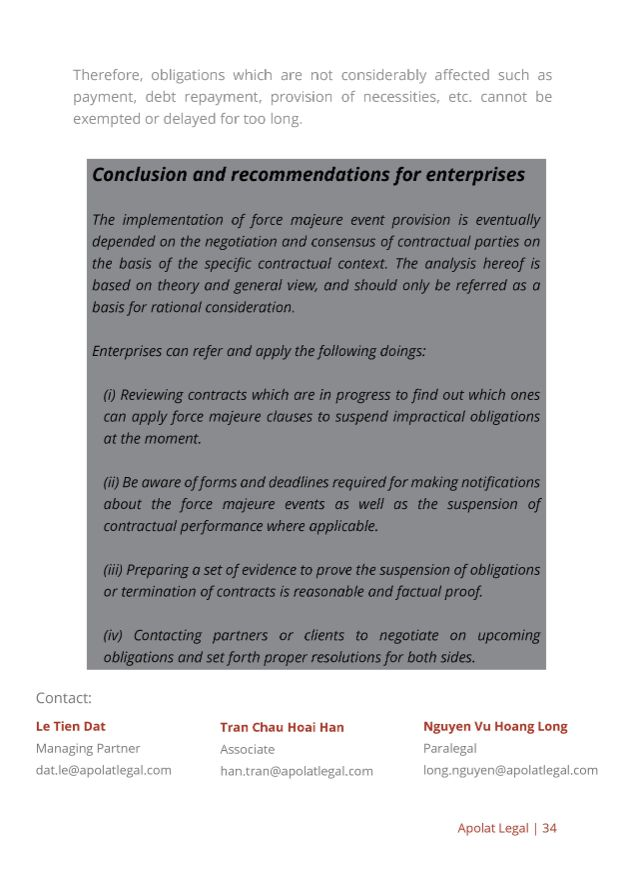 Therefore, obligations which are not considerably affected such as
payment, debt repayment, provision of necessities, etc. cannot be
exempted or delayed for too long.
Conclusion and recommendations for enterprises
The implementation of force majeure event provision is eventually
depended on the negotiation and consensus of contractual parties on
the basis of the specific contractual context. The analysis hereof is
based on theory and general view, and should only be referred as a
basis for rational consideration.
Enterprises can refer and apply the following doings:
(i) Reviewing contracts which are in progress to find out which ones
can apply force majeure clauses to suspend impractical obligations
at the moment.
(ii) Be aware of forms and deadlines required for making notifications
about the force majeure events as well as the suspension of
contractual performance where applicable.
(iii) Preparing a set of evidence to prove the suspension of obligations
or termination of contracts is reasonable and factual proof.
(iv) Contacting partners or clients to negotiate on upcoming
obligations and set forth proper resolutions for both sides.
Contact:
Le Tien Dat
Managing Partner
dat.le@apolatlegal.com
Tran Chau Hoai Han
Associate
han.tran@apolatlegal.com
Nguyen Vu Hoang Long
Paralegal
long.nguyen@apolatlegal.com
Apolat Legal | 34